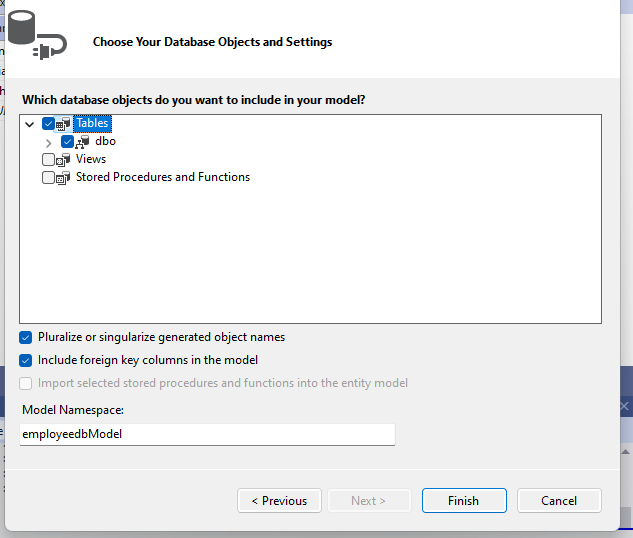 Choose Your Database Objects and Settings
Which database objects do you want to include in your model?
Tables
dbo
Views
Stored Procedures and Functions
Pluralize or singularize generated object names
Include foreign key columns in the model
Import selected stored procedures and functions into the entity model
Model Namespace:
employeedbModel
< Previous
Next >
Finish
Cancel